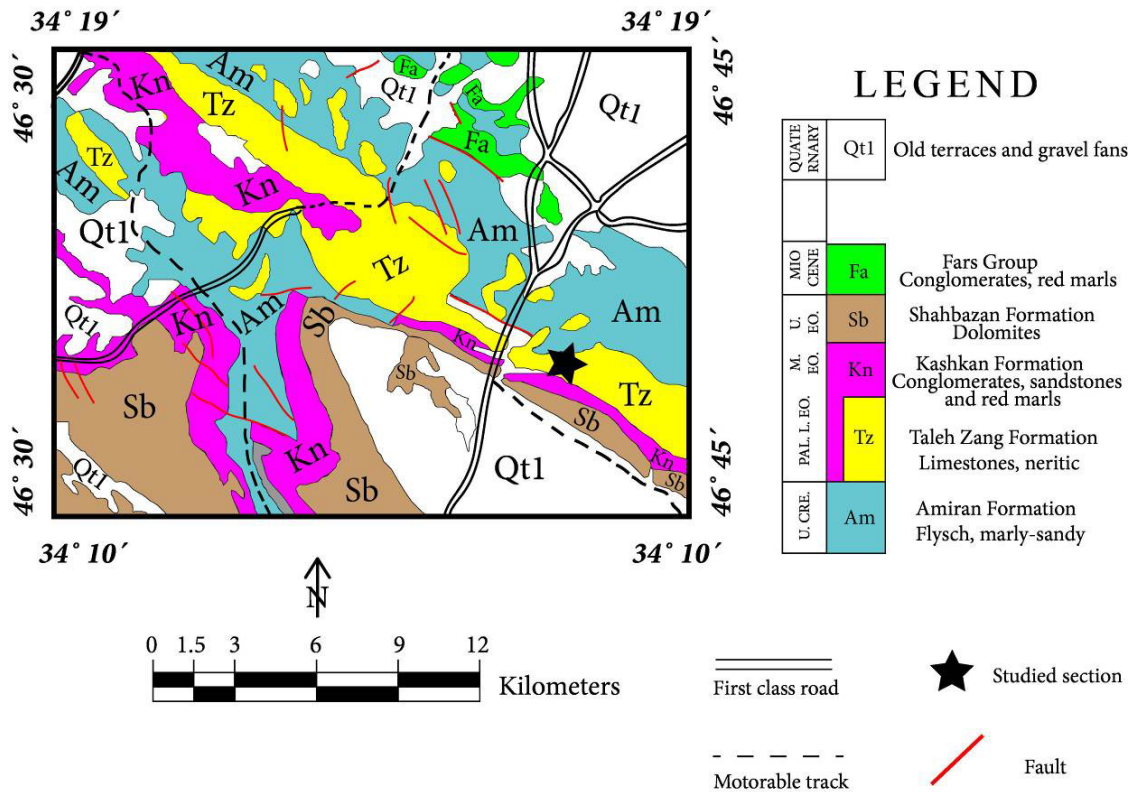 34° 19′
34° 19′
46° 30′
46° 45′
Kn
Am
Fa
Qt1
Fa
Qt1
Tz
Fa
Tz
Am
Kn
Qt1
Am
Tz
Qt1
Kn
Am
Sb
Kn
Am
Sb
Sb
Tz
Sb
Kn
Kn
Sb
Qt1
Sb
Qt1
46° 30′
46° 45′
34° 10′
34° 10′
N
0 1.5 3 6 9 12
Kilometers
LEGEND
QUATE
RNARY
Qt1
Old terraces and gravel fans
MIO
CENE
Fa
Fars Group
Conglomerates, red marls
U.
EO.
Sb
Shahbazan Formation
Dolomites
M.
EO.
Kn
Kashkan Formation
Conglomerates, sandstones
and red marls
PAL. L. EO.
Tz
Taleh Zang Formation
Limestones, neritic
U. CRE.
Am
Amiran Formation
Flysch, marly-sandy
First class road
Studied section
Motorable track
Fault